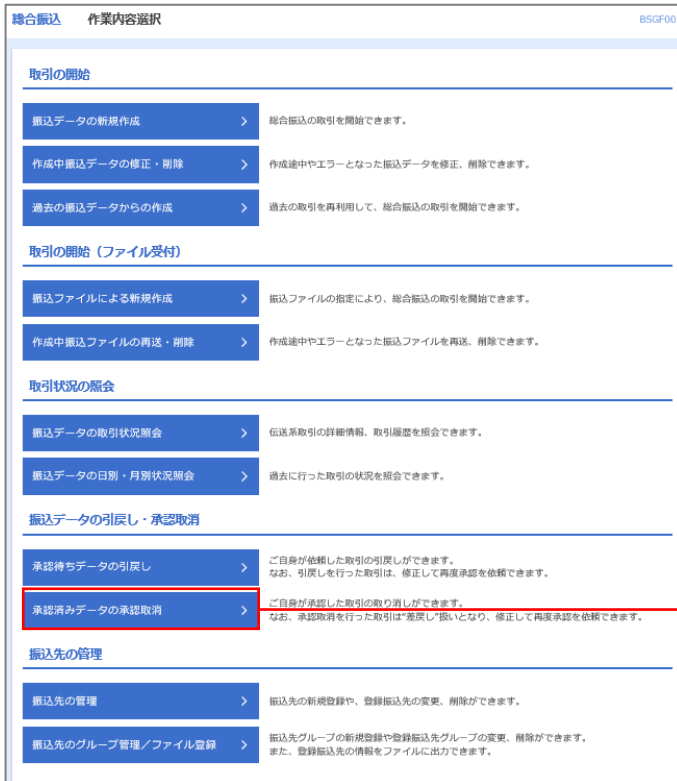 総合振込 作業内容選択 BSGF00
取引の開始
振込データの新規作成 総合振込の取引を開始できます。
作成中振込データの修正・削除 作成途中やエラーとなった振込データを修正、削除できます。
過去の振込データからの作成 過去の取引を再利用して、総合振込の取引を開始できます。
取引の開始（ファイル受付）
振込ファイルによる新規作成 振込ファイルの指定により、総合振込の取引を開始できます。
作成中振込ファイルの再送・削除 作成途中やエラーとなった振込ファイルを再送、削除できます。
取引状況の照会
振込データの取引状況照会 伝送系取引の詳細情報、取引履歴を照会できます。
振込データの日別・月別状況照会 過去に行った取引の状況を照会できます。
振込データの引戻し・承認取消
承認待ちデータの引戻し ご自身が依頼した取引の引戻しができます。
なお、引戻しを行った取引は、修正して再度承認を依頼できます。
承認済みデータの承認取消 ご自身が承認した取引の取り消しができます。
なお、承認取消を行った取引は“差戻し”扱いとなり、修正して再度承認を依頼できます。
振込先の管理
振込先の管理 振込先の新規登録や、登録振込先の変更、削除ができます。
振込先のグループ管理／ファイル登録 振込先グループの新規登録や登録振込先グループの変更、削除ができます。
また、登録振込先の情報をファイルに出力できます。